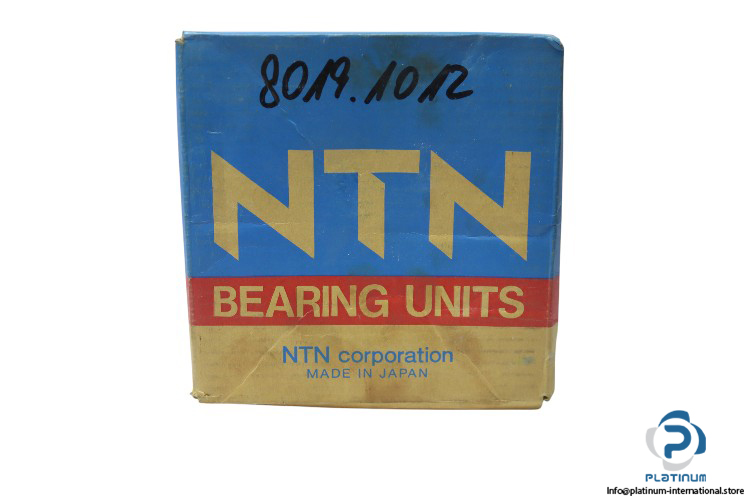 8019.1012
NTN
BEARING UNITS
NTN corporation
MADE IN JAPAN
PLATINUM
Info@platinum-international.store